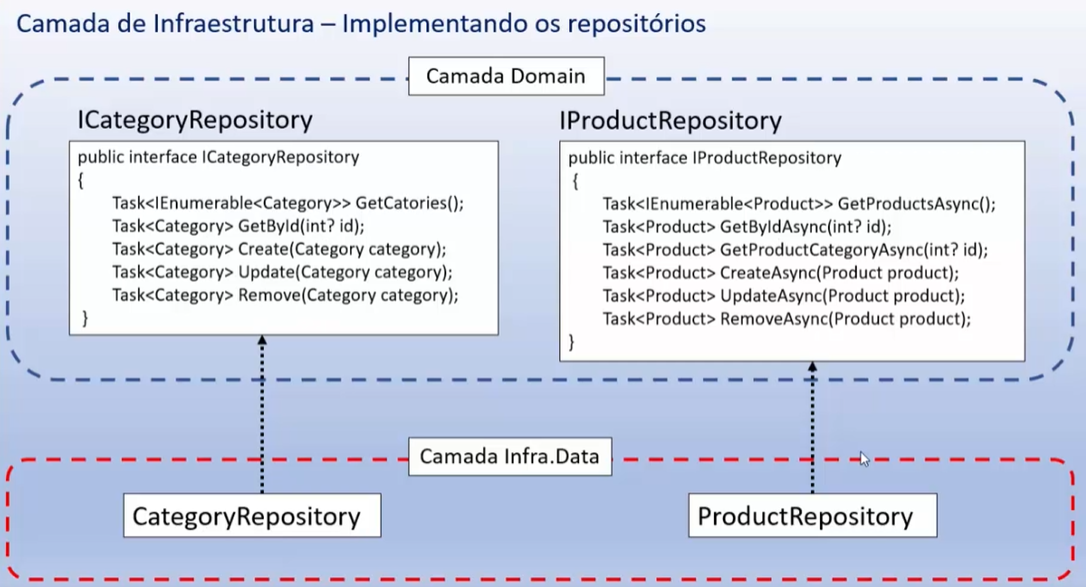 Camada de Infraestrutura – Implementando os repositórios
Camada Domain
ICategoryRepository
public interface ICategoryRepository
{
Task<IEnumerable<Category>> GetCatories();
Task<Category> GetById(int? id);
Task<Category> Create(Category category);
Task<Category> Update(Category category);
Task<Category> Remove(Category category);
}
IProductRepository
public interface IProductRepository
{
Task<IEnumerable<Product>> GetProductsAsync();
Task<Product> GetByIdAsync(int? id);
Task<Product> GetProductCategoryAsync(int? id);
Task<Product> CreateAsync(Product product);
Task<Product> UpdateAsync(Product product);
Task<Product> RemoveAsync(Product product);
}
Camada Infra.Data
CategoryRepository
ProductRepository